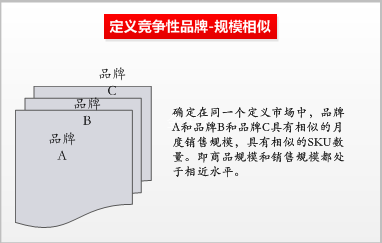 定义竞争性品牌-规模相似
品牌
C
品牌
B
品牌
A
确定在同一个定义市场中，品牌
A和品牌B和品牌C具有相似的月
度销售规模，具有相似的SKU数
量。即商品规模和销售规模都处
于相近水平。